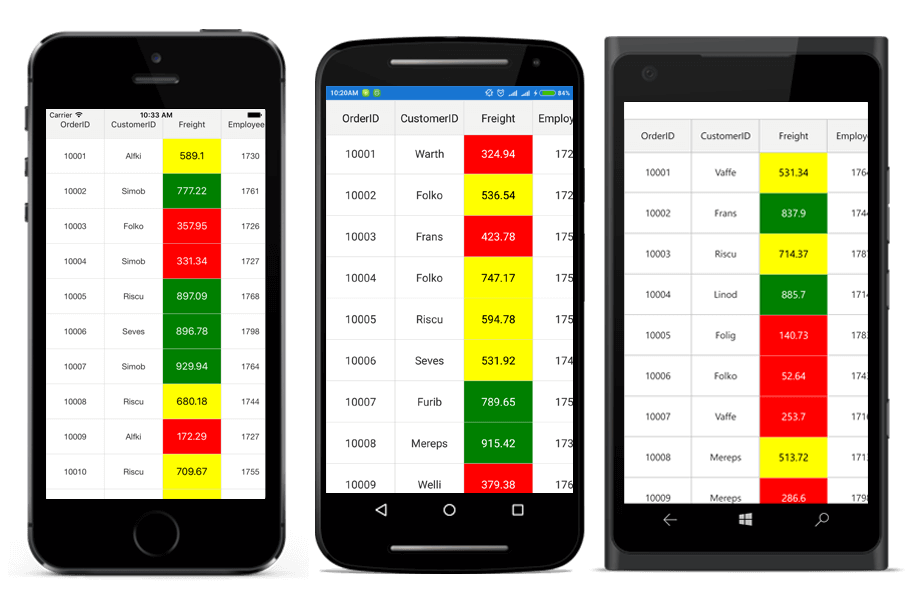 Carrier 10:33 AM
OrderID CustomerID Freight Employee
10001 Alfki 589.1 1730
10002 Simob 777.22 1761
10003 Folko 357.95 1726
10004 Simob 331.34 1727
10005 Riscu 897.09 1768
10006 Seves 896.78 1798
10007 Simob 929.94 1764
10008 Riscu 680.18 1744
10009 Alfki 172.29 1727
10010 Riscu 709.67 1755
10:20AM 84%
OrderID CustomerID Freight Employ
10001 Warth 324.94 172
10002 Folko 536.54 172
10003 Frans 423.78 175
10004 Folko 747.17 175
10005 Riscu 594.78 175
10006 Seves 531.92 174
10007 Furib 789.65 175
10008 Mereps 915.42 173
10009 Welli 379.38 176
OrderID CustomerID Freight Employ
10001 Vaffe 531.34 176
10002 Frans 837.9 174
10003 Riscu 714.37 178
10004 Linod 885.7 171
10005 Folig 140.73 178
10006 Folko 52.64 174
10007 Vaffe 253.7 171
10008 Mereps 513.72 171
10009 Mereps 286.6 179